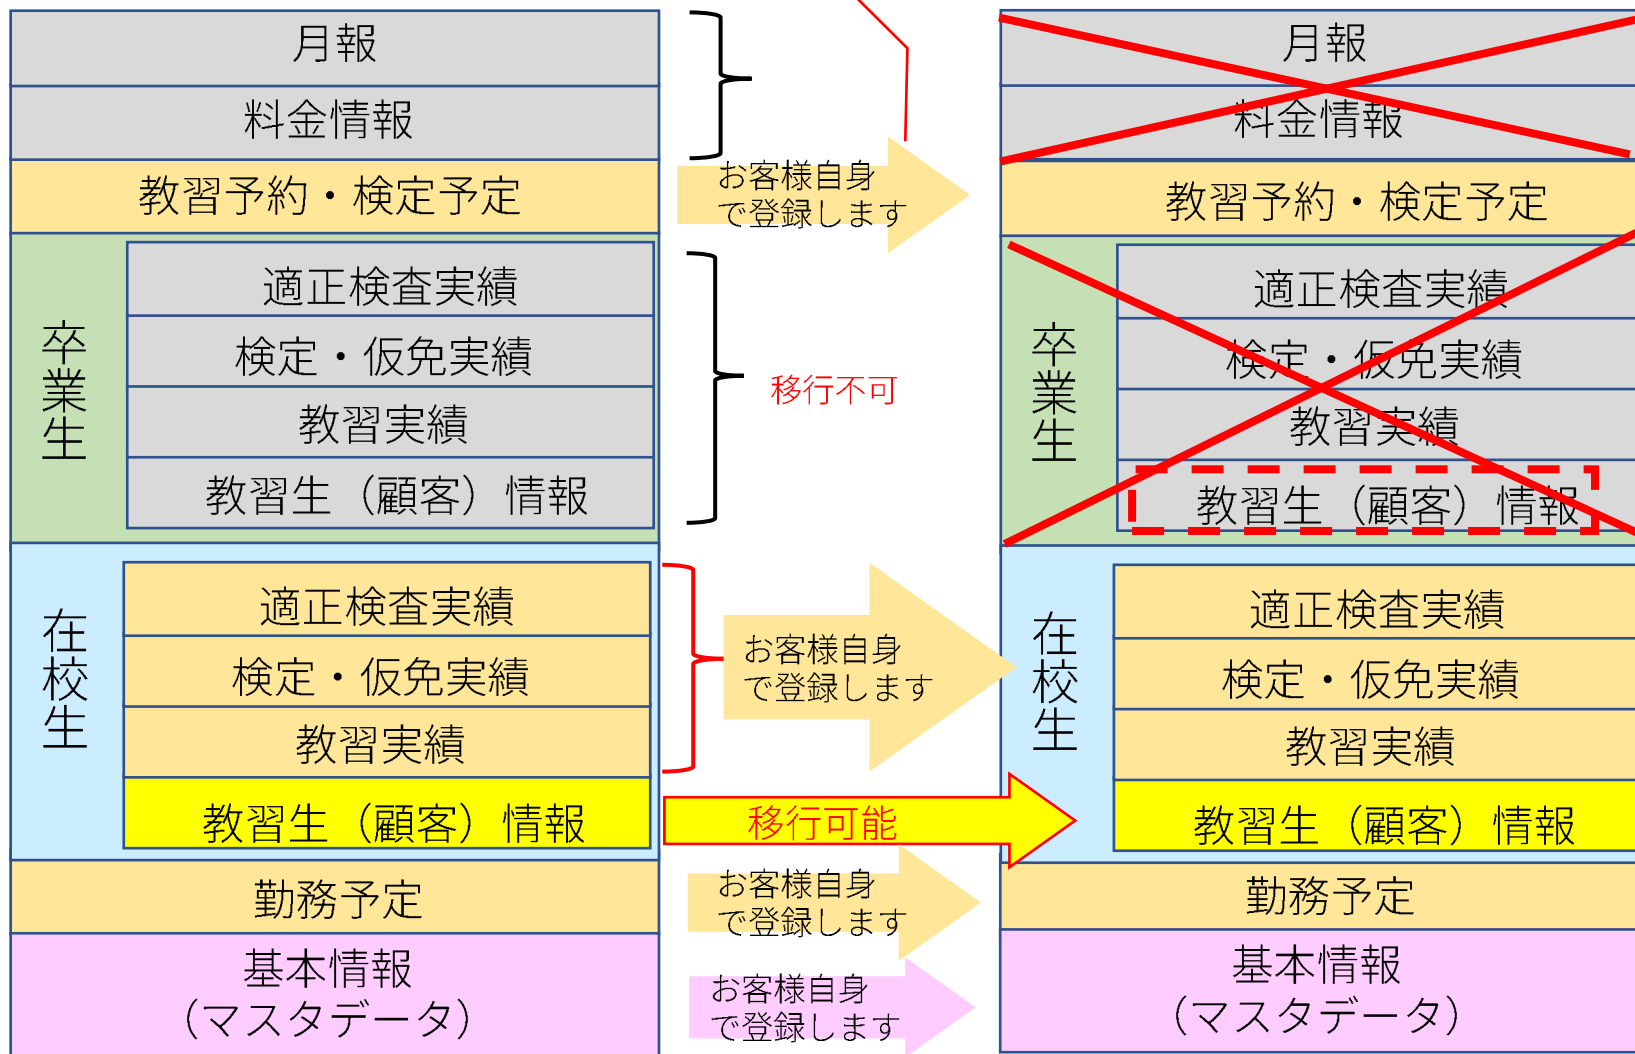 月報
料金情報
教習予約・検定予定
卒業生
適正検査実績
検定・仮免実績
教習実績
教習生（顧客）情報
在校生
適正検査実績
検定・仮免実績
教習実績
教習生（顧客）情報
勤務予定
基本情報
（マスタデータ）
お客様自身
で登録します
移行不可
お客様自身
で登録します
移行可能
お客様自身
で登録します
お客様自身
で登録します
月報
料金情報
教習予約・検定予定
卒業生
適正検査実績
検定・仮免実績
教習実績
教習生（顧客）情報
在校生
適正検査実績
検定・仮免実績
教習実績
教習生（顧客）情報
勤務予定
基本情報
（マスタデータ）